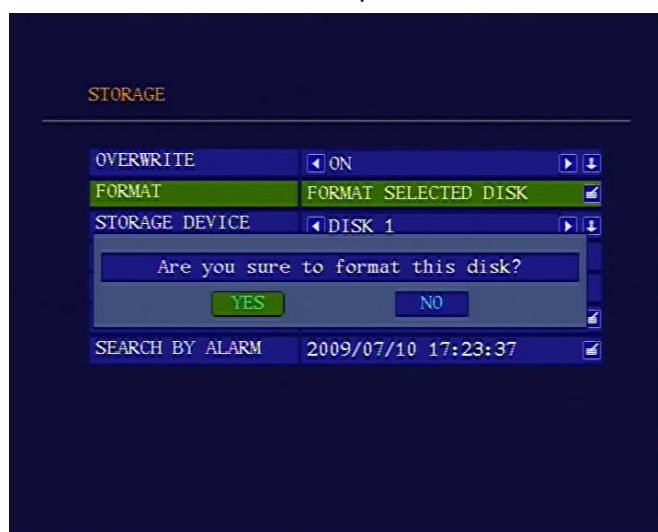 STORAGE
OVERWRITE ON
FORMAT FORMAT SELECTED DISK
STORAGE DEVICE DISK 1
Are you sure to format this disk?
YES NO
SEARCH BY ALARM 2009/07/10 17:23:37